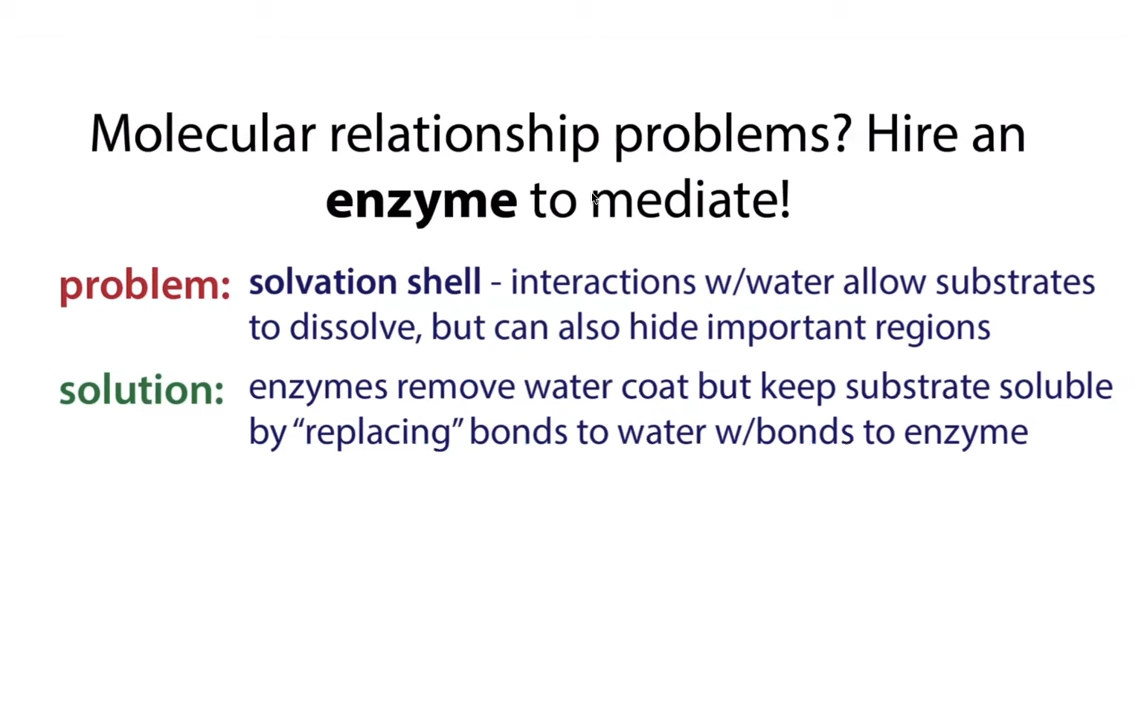 Molecular relationship problems? Hire an
enzyme to mediate!
problem: solvation shell - interactions w/water allow substrates
to dissolve, but can also hide important regions
solution: enzymes remove water coat but keep substrate soluble
by “replacing” bonds to water w/bonds to enzyme